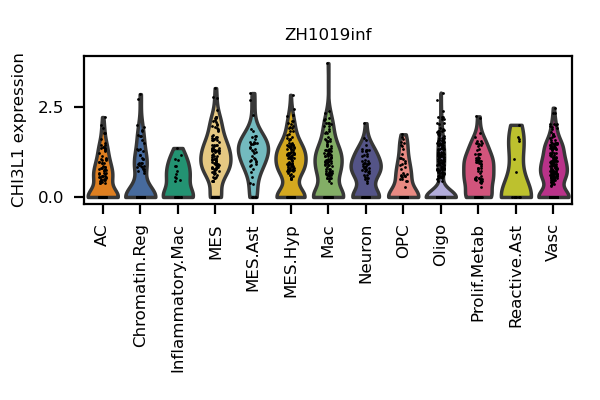 ZH1019inf
CHI3L1 expression
2.5
0.0
AC
Chromatin.Reg
Inflammatory.Mac
MES
MES.Ast
MES.Hyp
Mac
Neuron
OPC
Oligo
Prolif.Metab
Reactive.Ast
Vasc